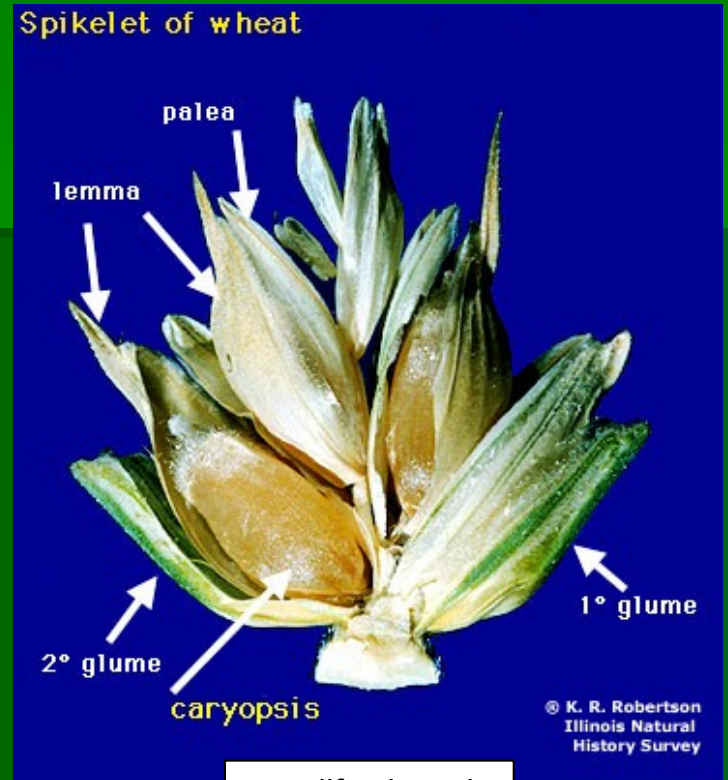 Spikelet of wheat
palea
lemma
1° glume
2° glume
caryopsis
© K. R. Robertson
Illinois Natural
History Survey